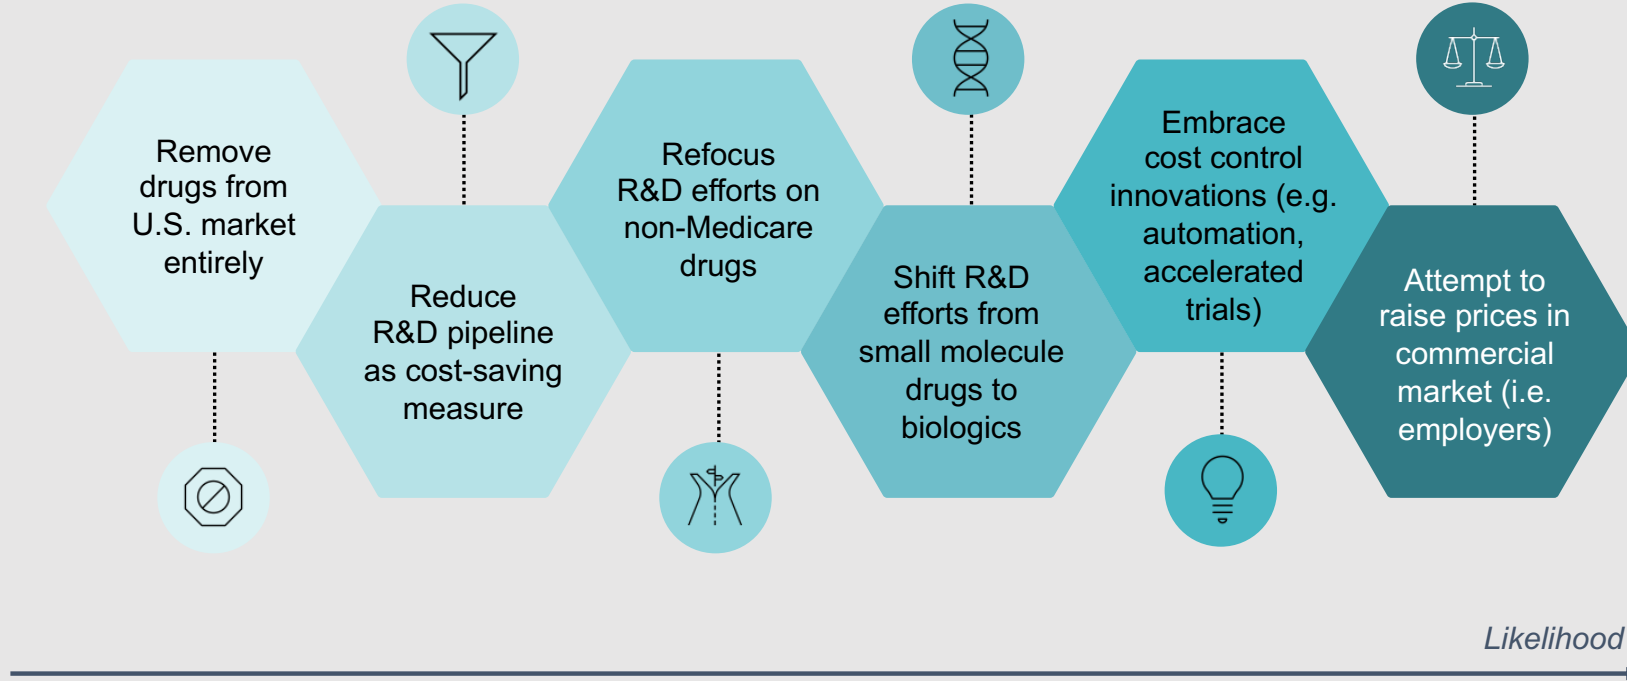 Remove
drugs from
U.S. market
entirely
Reduce
R&D pipeline
as cost-saving
measure
Refocus
R&D efforts on
non-Medicare
drugs
Shift R&D
efforts from
small molecule
drugs to
biologics
Embrace
cost control
innovations (e.g.
automation,
accelerated
trials)
Attempt to
raise prices in
commercial
market (i.e.
employers)
Likelihood